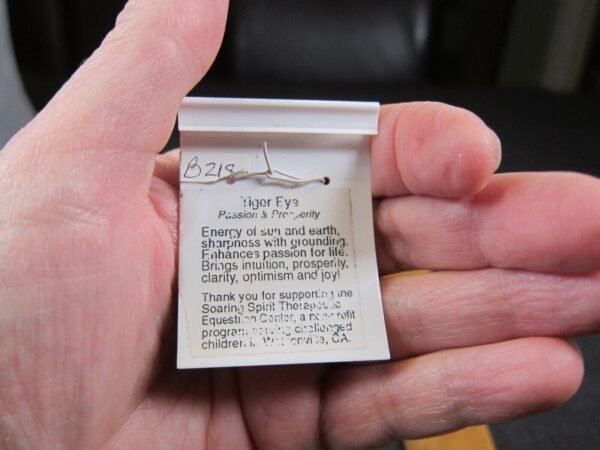 B218
Tiger Eye
Passion & Prosperity
Energy of sun and earth,
sharpness with grounding.
Enhances passion for life.
Brings intuition, prosperity,
clarity, optimism and joy!
Thank you for supporting the
Soaring Spirit Therapeutic
Equestrian Center, a non-profit
program serving challenged
children in Watsonville, CA.